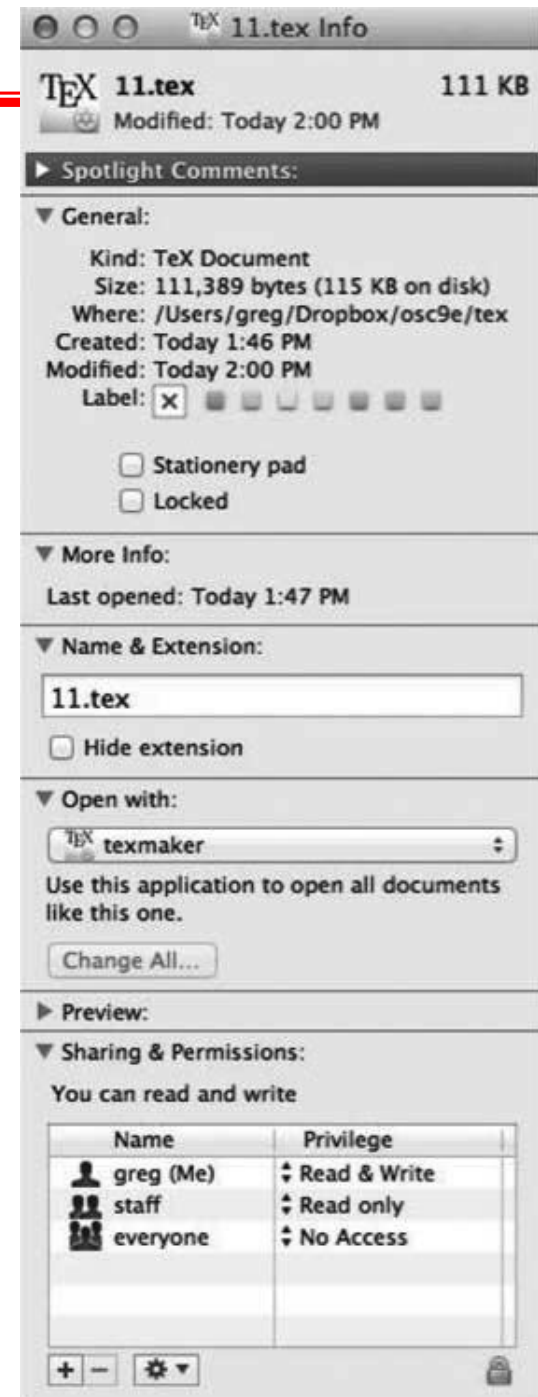 TEX 11.tex Info
TEX 11.tex 111 KB
Modified: Today 2:00 PM
Spotlight Comments:
General:
Kind: TeX Document
Size: 111,389 bytes (115 KB on disk)
Where: /Users/greg/Dropbox/osc9e/tex
Created: Today 1:46 PM
Modified: Today 2:00 PM
Label:
Stationery pad
Locked
More Info:
Last opened: Today 1:47 PM
Name & Extension:
11.tex
Hide extension
Open with:
TEX texmaker
Use this application to open all documents
like this one.
Change All...
Preview:
Sharing & Permissions:
You can read and write
Name Privilege
greg (Me) Read & Write
staff Read only
everyone No Access